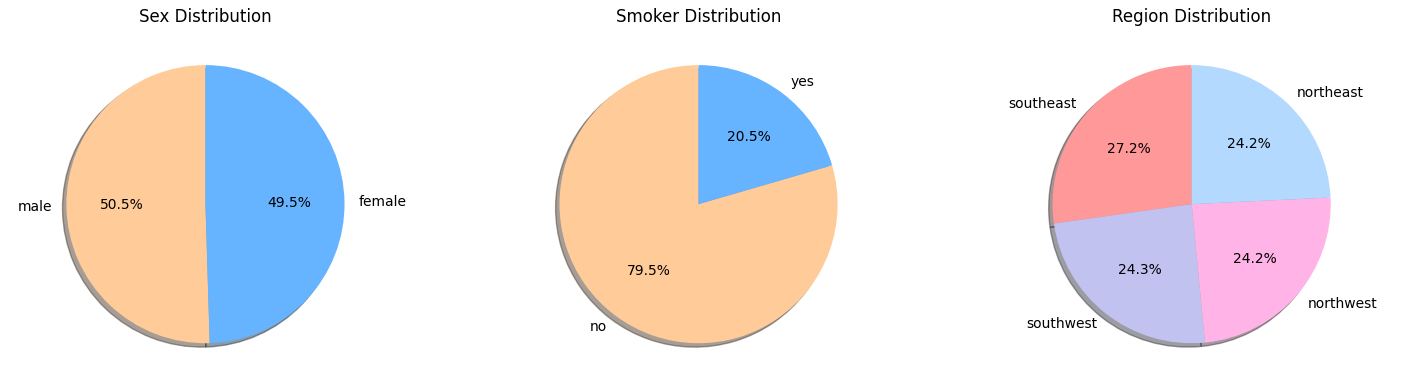 Sex Distribution
male
50.5%
49.5%
female
Smoker Distribution
yes
20.5%
79.5%
no
Region Distribution
southeast
northeast
27.2%
24.2%
24.3%
24.2%
southwest
northwest